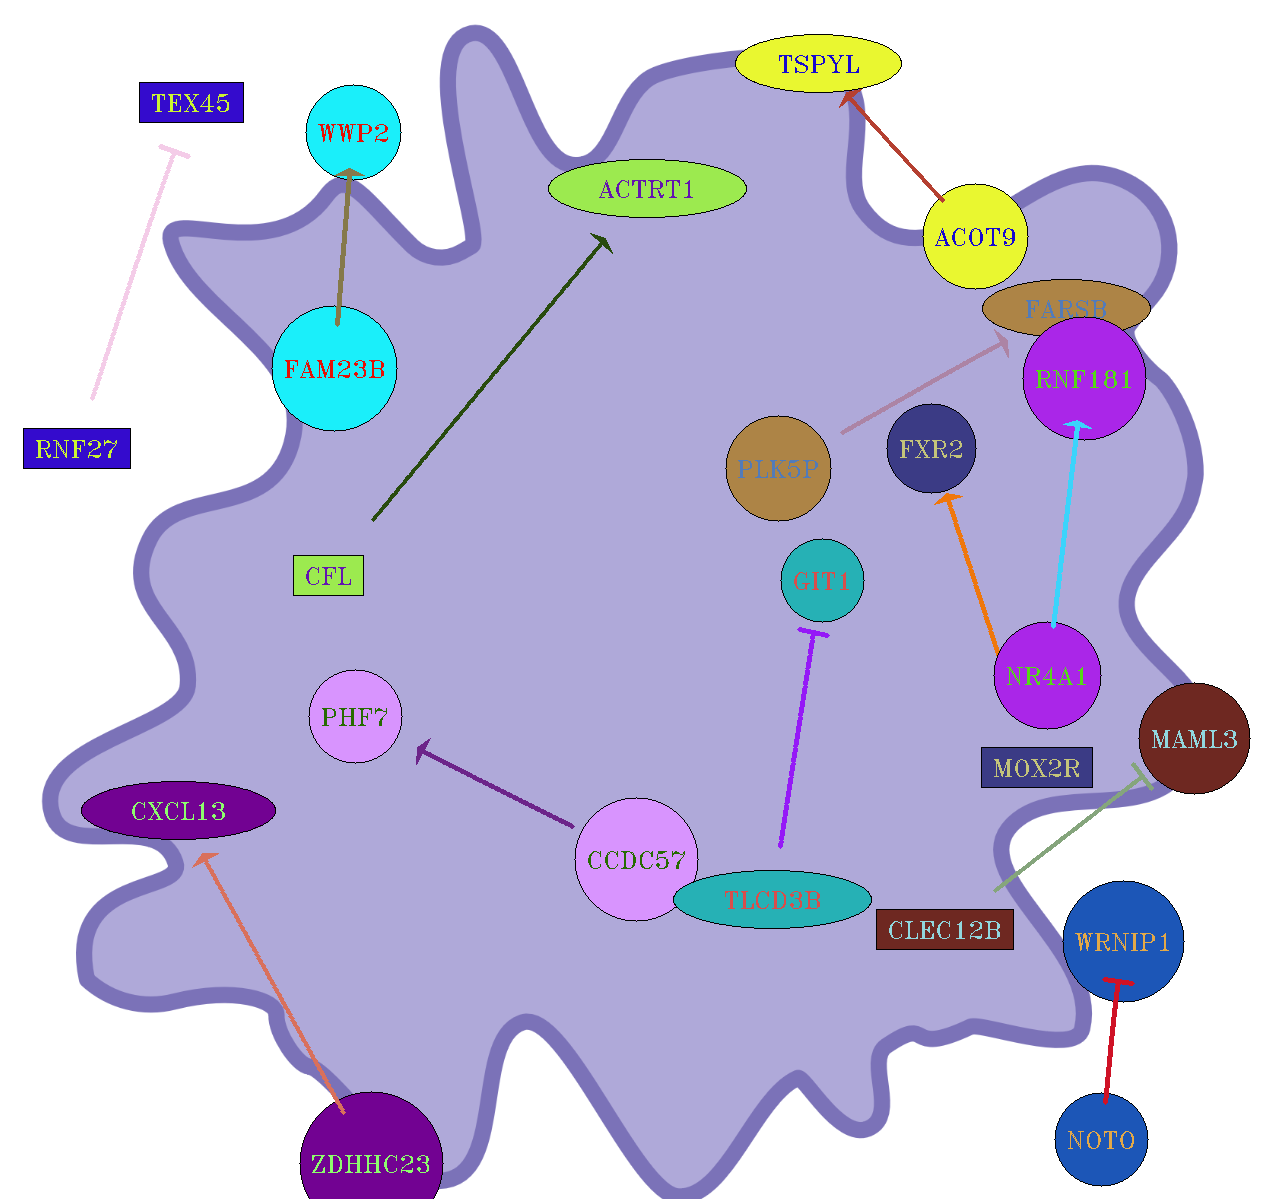 TSPYL
TEX45
WWP2
ACTRT1
ACOT9
FARSB
FAM23B
RNF181
RNF27
FXR2
PLK5P
CFL
GIT1
NR4A1
PHF7
MAML3
MOX2R
CXCL13
CCDC57
TLCD3B
CLEC12B
WRNIP1
NOTO
ZDHHC23